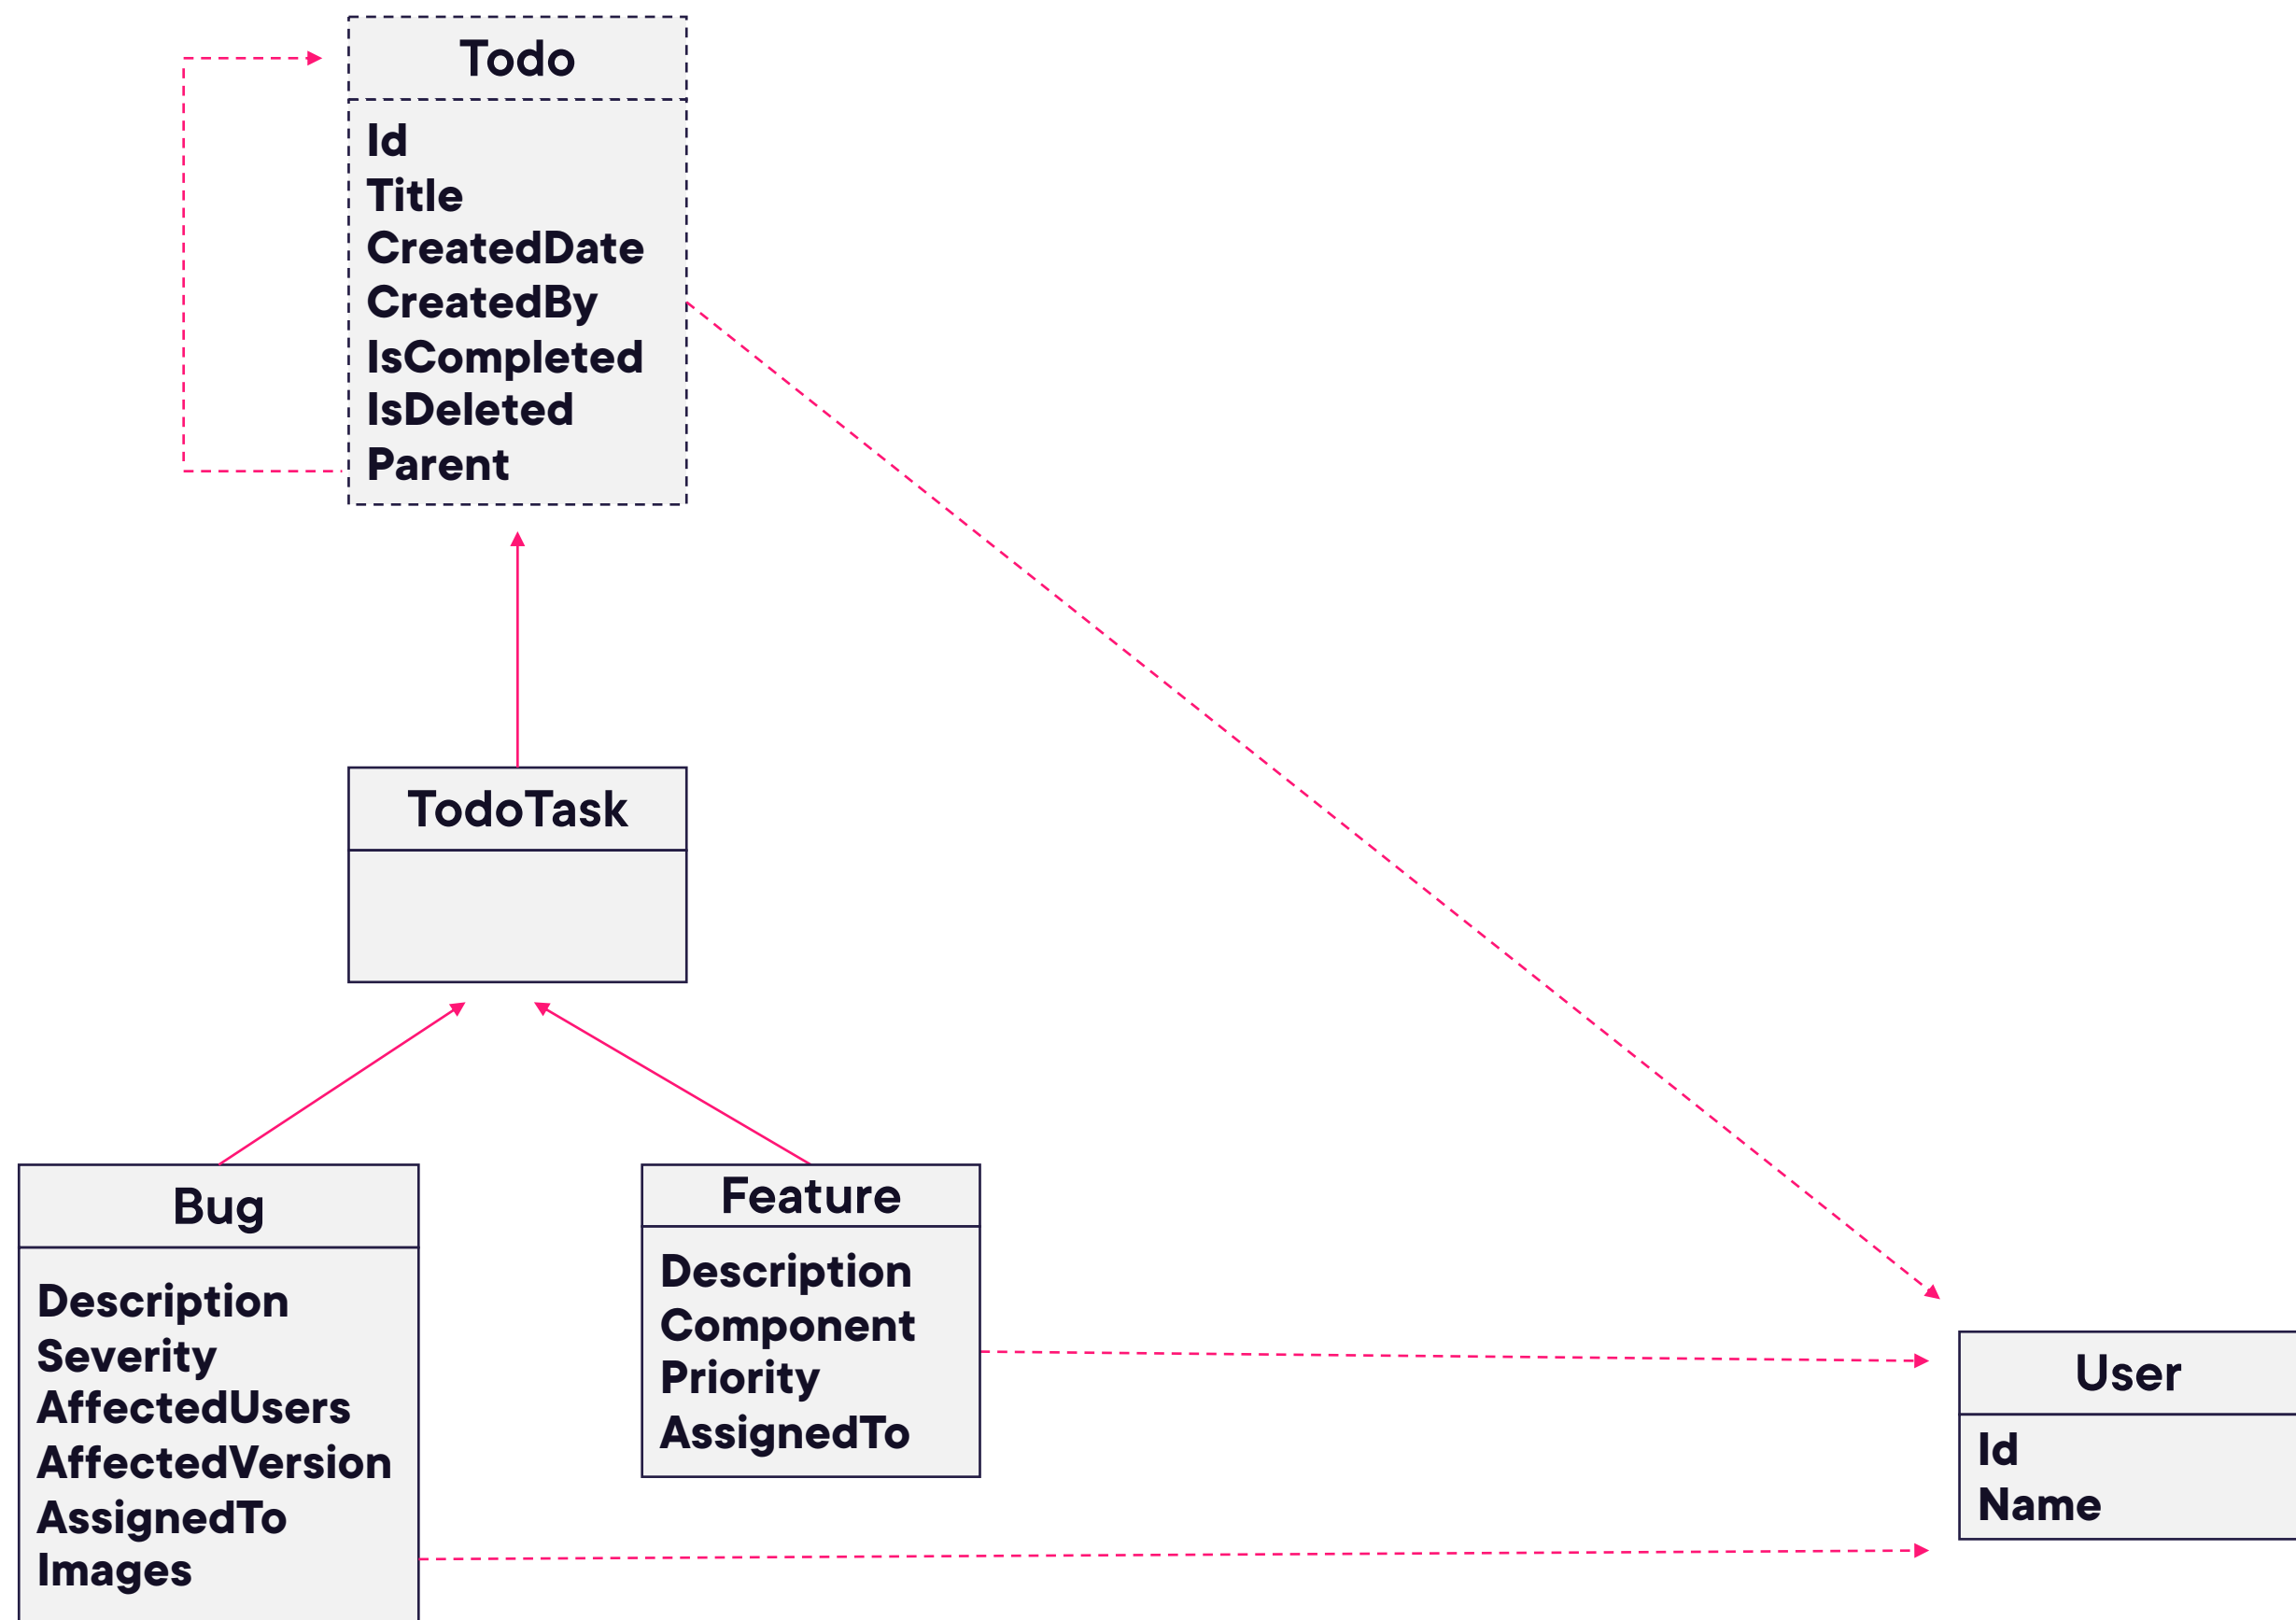 Todo
Id
Title
CreatedDate
CreatedBy
IsCompleted
IsDeleted
Parent
TodoTask
Bug
Description
Severity
AffectedUsers
AffectedVersion
AssignedTo
Images
Feature
Description
Component
Priority
AssignedTo
User
Id
Name